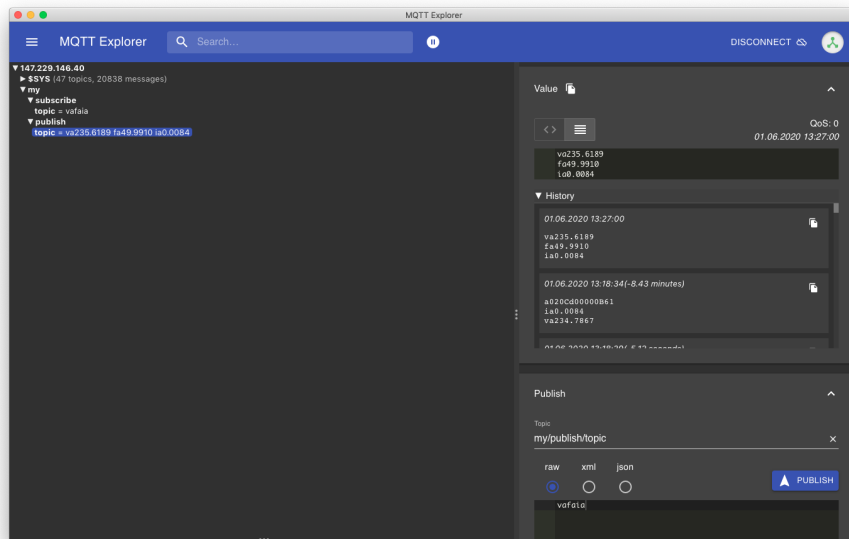 MQTT Explorer
MQTT Explorer
Search...
DISCONNECT
▼ 147.229.146.40
▶ $SYS (47 topics, 20838 messages)
▼ my
▼ subscribe
topic = vafaia
▼ publish
topic = va235.6189 fa49.9910 ia0.0084
Value
<>
QoS: 0
01.06.2020 13:27:00
va235.6189
fa49.9910
ia0.0084
▼ History
01.06.2020 13:27:00
va235.6189
fa49.9910
ia0.0084
01.06.2020 13:18:34(-8.43 minutes)
a020Cd00000B61
ia0.0084
va234.7867
Publish
Topic
my/publish/topic
raw xml json
PUBLISH
vafaia